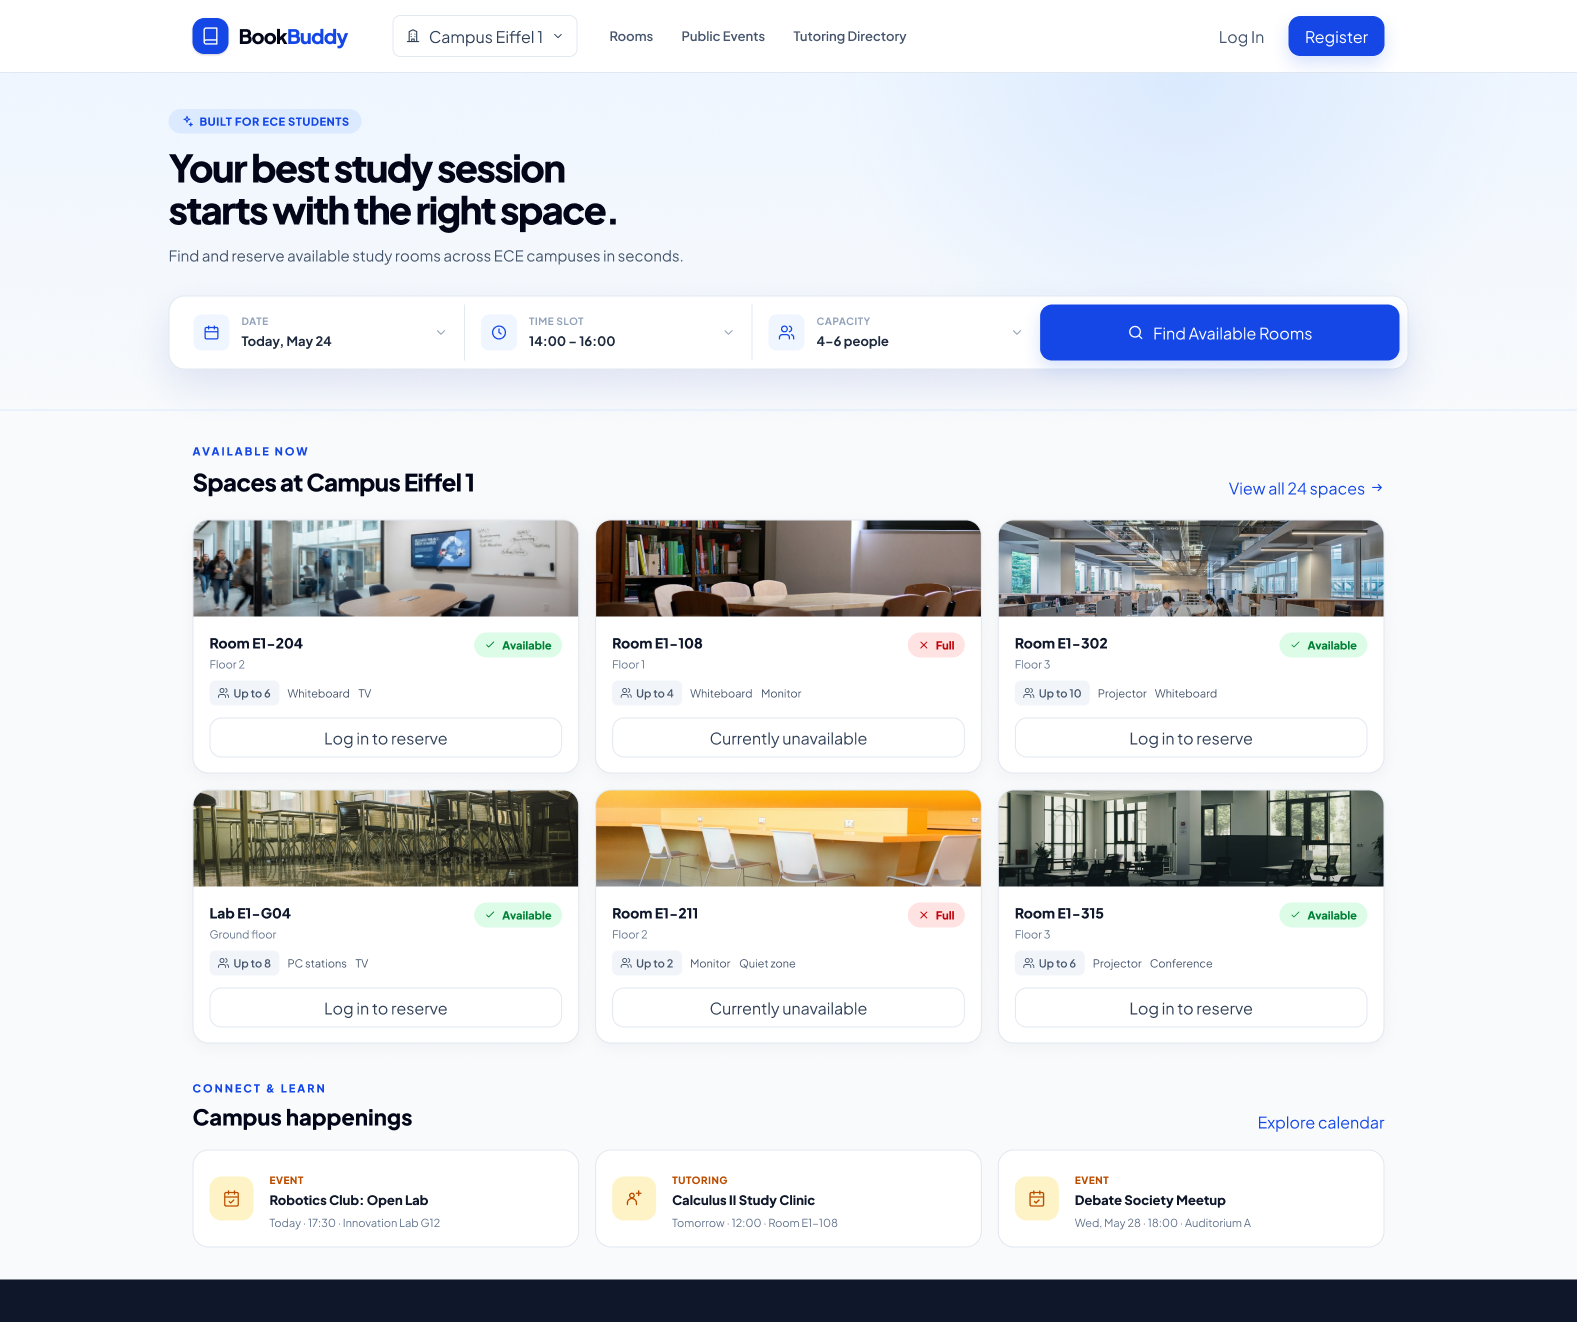 BookBuddy
Campus Eiffel 1
Rooms
Public Events
Tutoring Directory
Log In
Register
BUILT FOR ECE STUDENTS
Your best study session
starts with the right space.
Find and reserve available study rooms across ECE campuses in seconds.
DATE
Today, May 24
TIME SLOT
14:00 – 16:00
CAPACITY
4–6 people
Find Available Rooms
AVAILABLE NOW
Spaces at Campus Eiffel 1
View all 24 spaces →
Room E1-204
Available
Floor 2
Up to 6 Whiteboard TV
Log in to reserve
Room E1-108
Full
Floor 1
Up to 4 Whiteboard Monitor
Currently unavailable
Room E1-302
Available
Floor 3
Up to 10 Projector Whiteboard
Log in to reserve
Lab E1-G04
Available
Ground floor
Up to 8 PC stations TV
Log in to reserve
Room E1-211
Full
Floor 2
Up to 2 Monitor Quiet zone
Currently unavailable
Room E1-315
Available
Floor 3
Up to 6 Projector Conference
Log in to reserve
CONNECT & LEARN
Campus happenings
Explore calendar
EVENT
Robotics Club: Open Lab
Today · 17:30 · Innovation Lab G12
TUTORING
Calculus II Study Clinic
Tomorrow · 12:00 · Room E1-108
EVENT
Debate Society Meetup
Wed, May 28 · 18:00 · Auditorium A